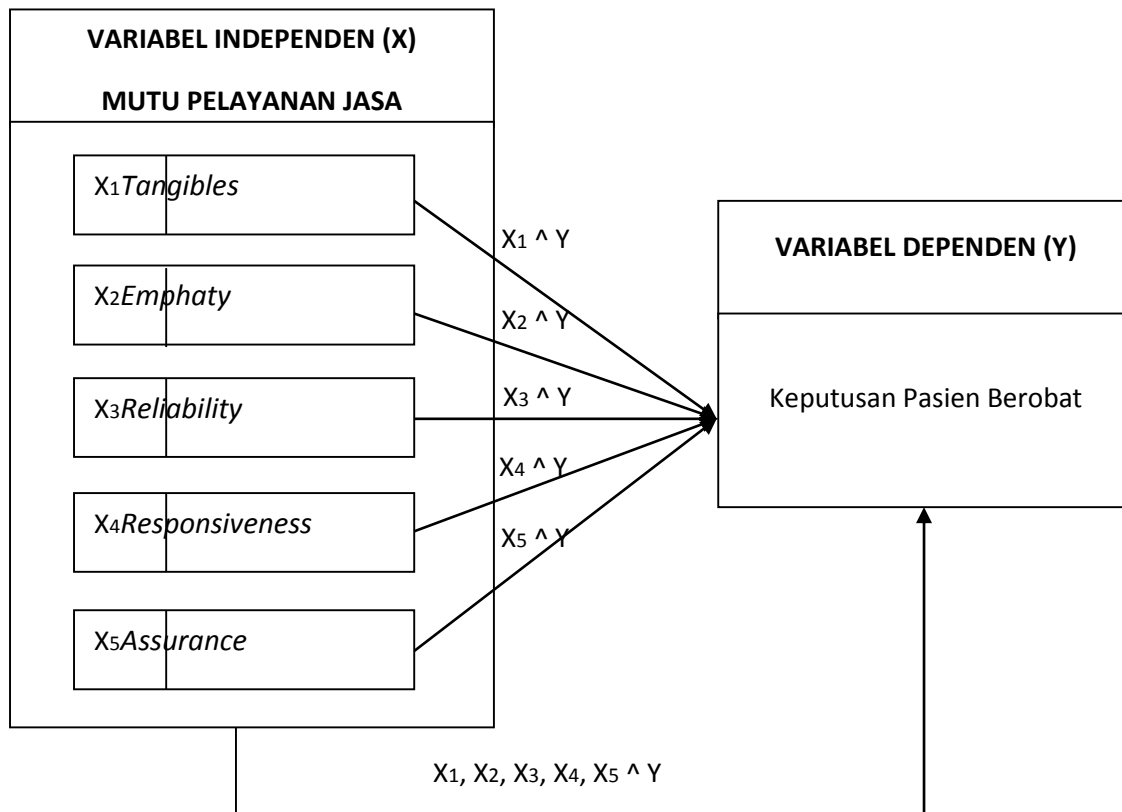 VARIABEL INDEPENDEN (X)
MUTU PELAYANAN JASA
X1Tangibles
X2Emphaty
X3Reliability
X4Responsiveness
X5Assurance
X1 ^ Y
X2 ^ Y
X3 ^ Y
X4 ^ Y
X5 ^ Y
VARIABEL DEPENDEN (Y)
Keputusan Pasien Berobat
X1, X2, X3, X4, X5 ^ Y